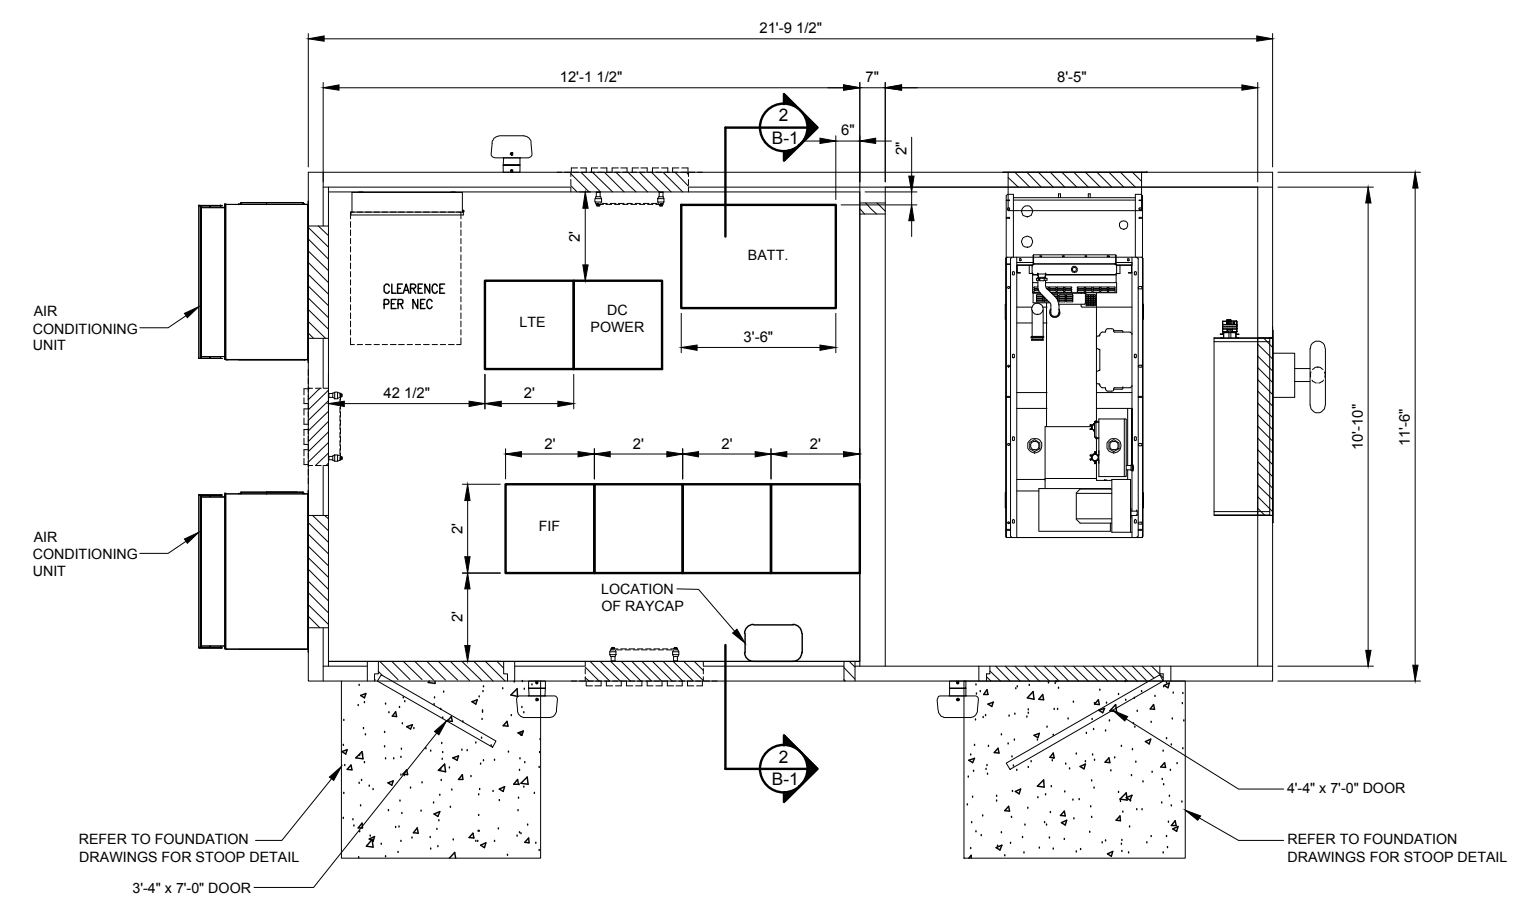 21'-9 1/2"
12'-1 1/2"
7"
8'-5"
2
B-1
6"
2"
2'
BATT.
CLEARENCE
PER NEC
LTE
DC
POWER
AIR
CONDITIONING
UNIT
3'-6"
42 1/2"
2'
10'-10"
11'-6"
2'
2'
2'
2'
2'
FIF
AIR
CONDITIONING
UNIT
2'
LOCATION
OF RAYCAP
2
B-1
4'-4" x 7'-0" DOOR
REFER TO FOUNDATION
DRAWINGS FOR STOOP DETAIL
3'-4" x 7'-0" DOOR
REFER TO FOUNDATION
DRAWINGS FOR STOOP DETAIL